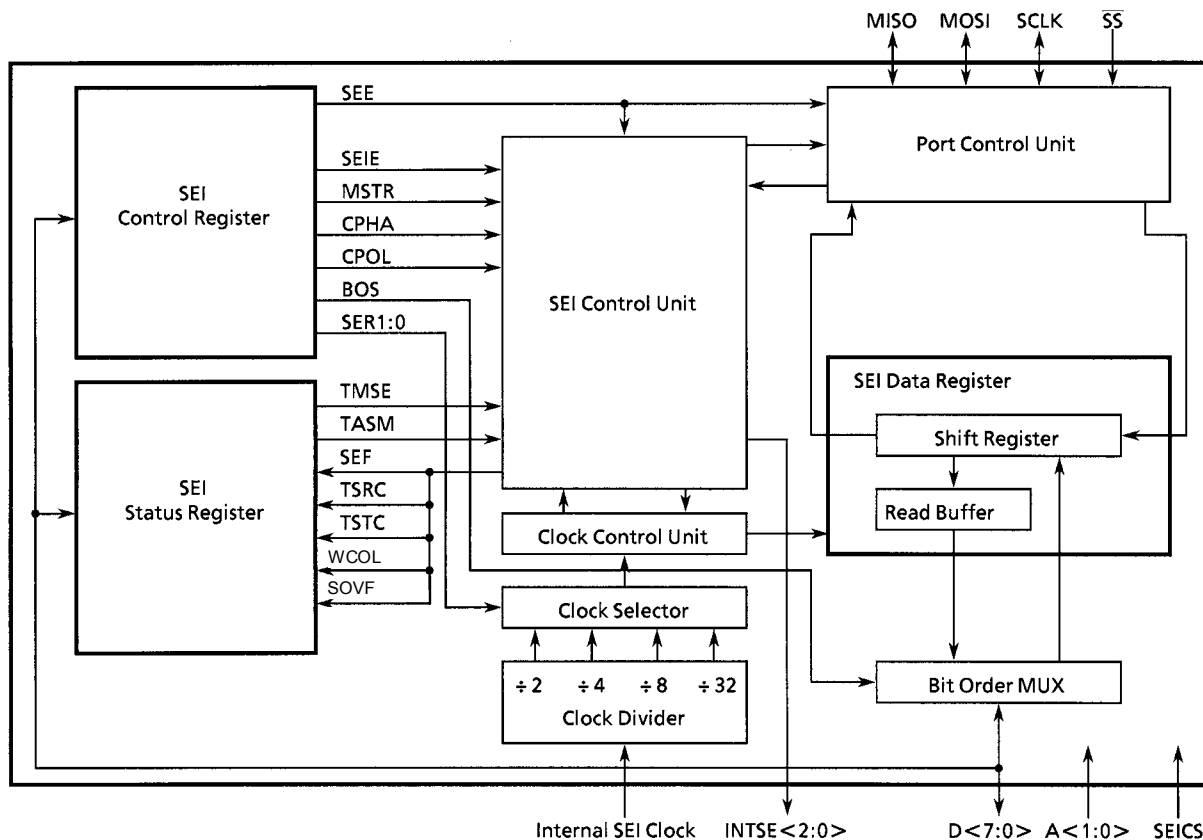 MISO MOSI SCLK SS
SEE
SEI
Control Register
SEIE
MSTR
CPHA
CPOL
BOS
SER1:0
SEI Control Unit
Port Control Unit
SEI Data Register
Shift Register
Read Buffer
SEI
Status Register
TMSE
TASM
SEF
TSRC
TSTC
WCOL
SOVF
Clock Control Unit
Clock Selector
÷2 ÷4 ÷8 ÷32
Clock Divider
Bit Order MUX
Internal SEI Clock INTSE<2:0> D<7:0> A<1:0> SEICS